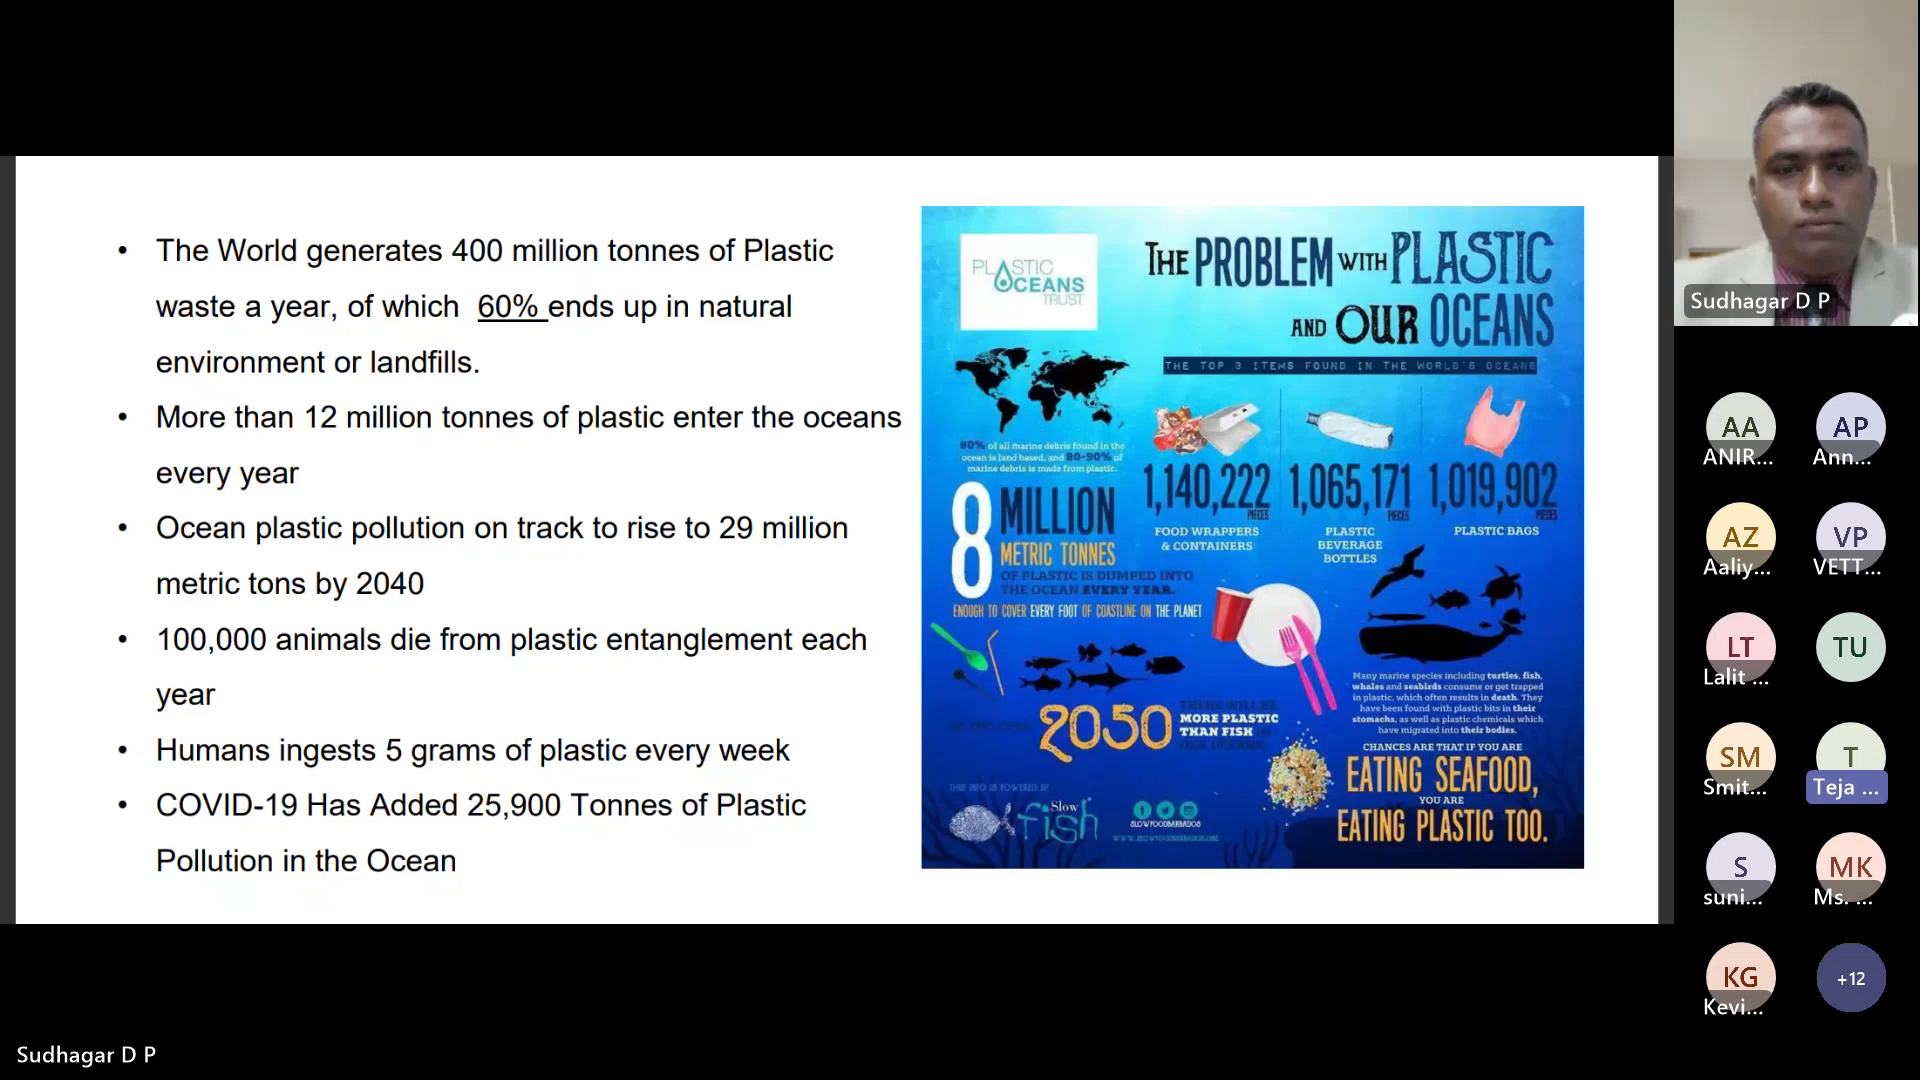 • The World generates 400 million tonnes of Plastic
waste a year, of which 60% ends up in natural
environment or landfills.
• More than 12 million tonnes of plastic enter the oceans
every year
• Ocean plastic pollution on track to rise to 29 million
metric tons by 2040
• 100,000 animals die from plastic entanglement each
year
• Humans ingests 5 grams of plastic every week
• COVID-19 Has Added 25,900 Tonnes of Plastic
Pollution in the Ocean
PLASTIC
OCEANS
TRUST
THE PROBLEM WITH PLASTIC
AND OUR OCEANS
THE TOP 3 ITEMS FOUND IN THE WORLD'S OCEANS
80% of all marine debris found in the
ocean is land based, and 80-90% of
marine debris is made from plastic.
1,140,222
PIECES
FOOD WRAPPERS
& CONTAINERS
1,065,171
PIECES
PLASTIC
BEVERAGE
BOTTLES
1,019,902
PIECES
PLASTIC BAGS
8 MILLION
METRIC TONNES
OF PLASTIC IS DUMPED INTO
THE OCEAN EVERY YEAR.
ENOUGH TO COVER EVERY FOOT OF COASTLINE ON THE PLANET
2050
THERE WILL BE
MORE PLASTIC
THAN FISH
Many marine species including turtles, fish,
whales and seabirds consume or get trapped
in plastic, which often results in death. They
have been found with plastic bits in their
stomachs, as well as plastic chemicals which
have migrated into their bodies.
CHANCES ARE THAT IF YOU ARE
EATING SEAFOOD,
YOU ARE
EATING PLASTIC TOO.
THIS INFO IS POWERED BY
Slow
fish
SLOWFOODBARBADOS
Sudhagar D P
AA
ANIR...
AP
Ann...
AZ
Aaliy...
VP
VETT...
LT
Lalit ...
TU
SM
Smit...
T
Teja ...
S
suni...
MK
Ms. ...
KG
Kevi...
+12
Sudhagar D P